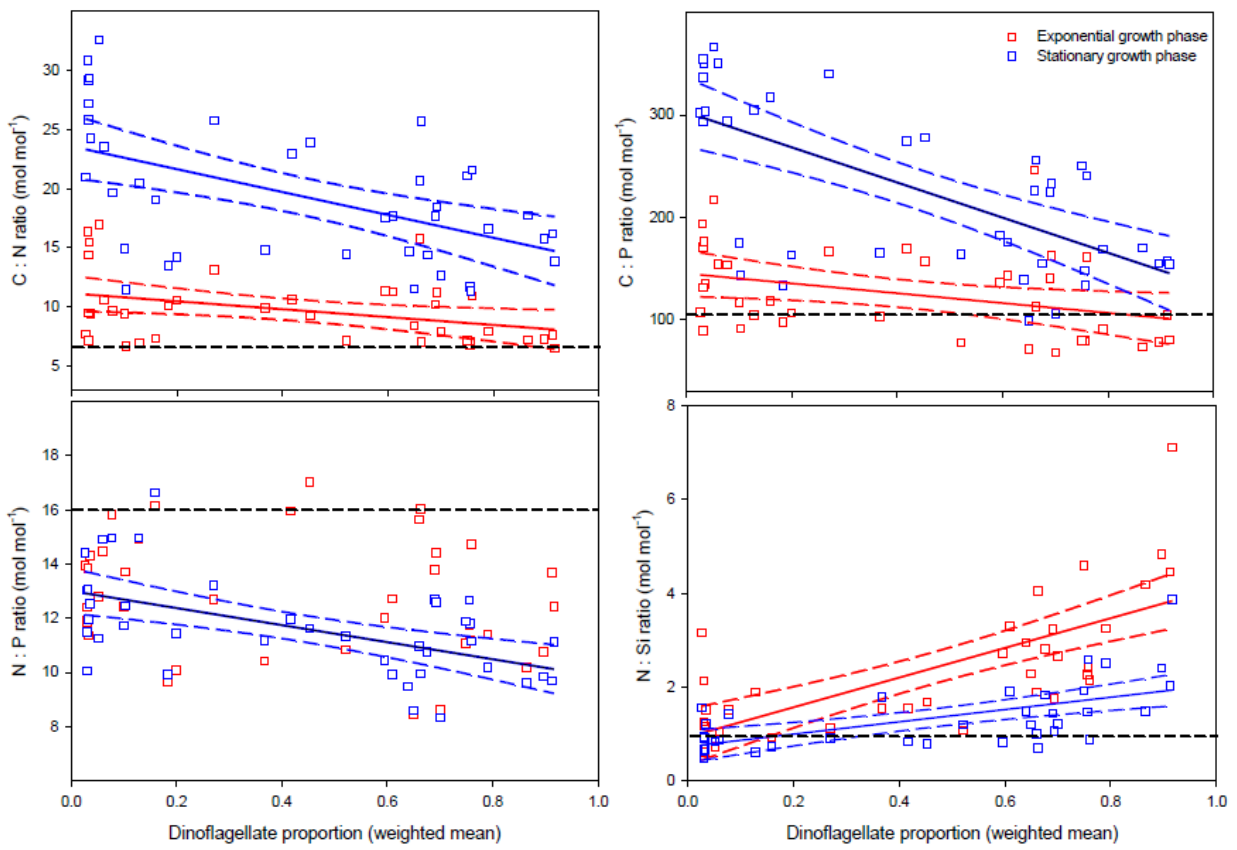 C : N ratio (mol mol⁻¹)
30
25
20
15
10
5
C : P ratio (mol mol⁻¹)
300
200
100
Exponential growth phase
Stationary growth phase
N : P ratio (mol mol⁻¹)
18
16
14
12
10
8
0.0 0.2 0.4 0.6 0.8 1.0
Dinoflagellate proportion (weighted mean)
N : Si ratio (mol mol⁻¹)
8
6
4
2
0
0.0 0.2 0.4 0.6 0.8 1.0
Dinoflagellate proportion (weighted mean)